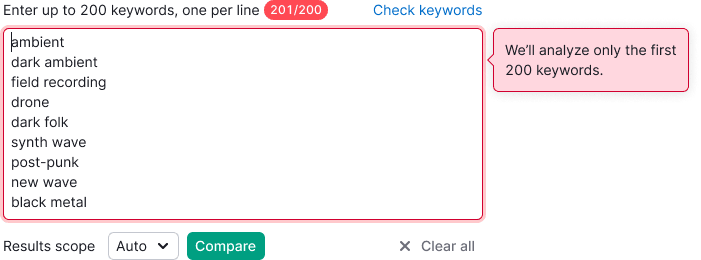 Enter up to 200 keywords, one per line 201/200 Check keywords
ambient
dark ambient
field recording
drone
dark folk
synth wave
post-punk
new wave
black metal
We'll analyze only the first
200 keywords.
Results scope Auto Compare Clear all